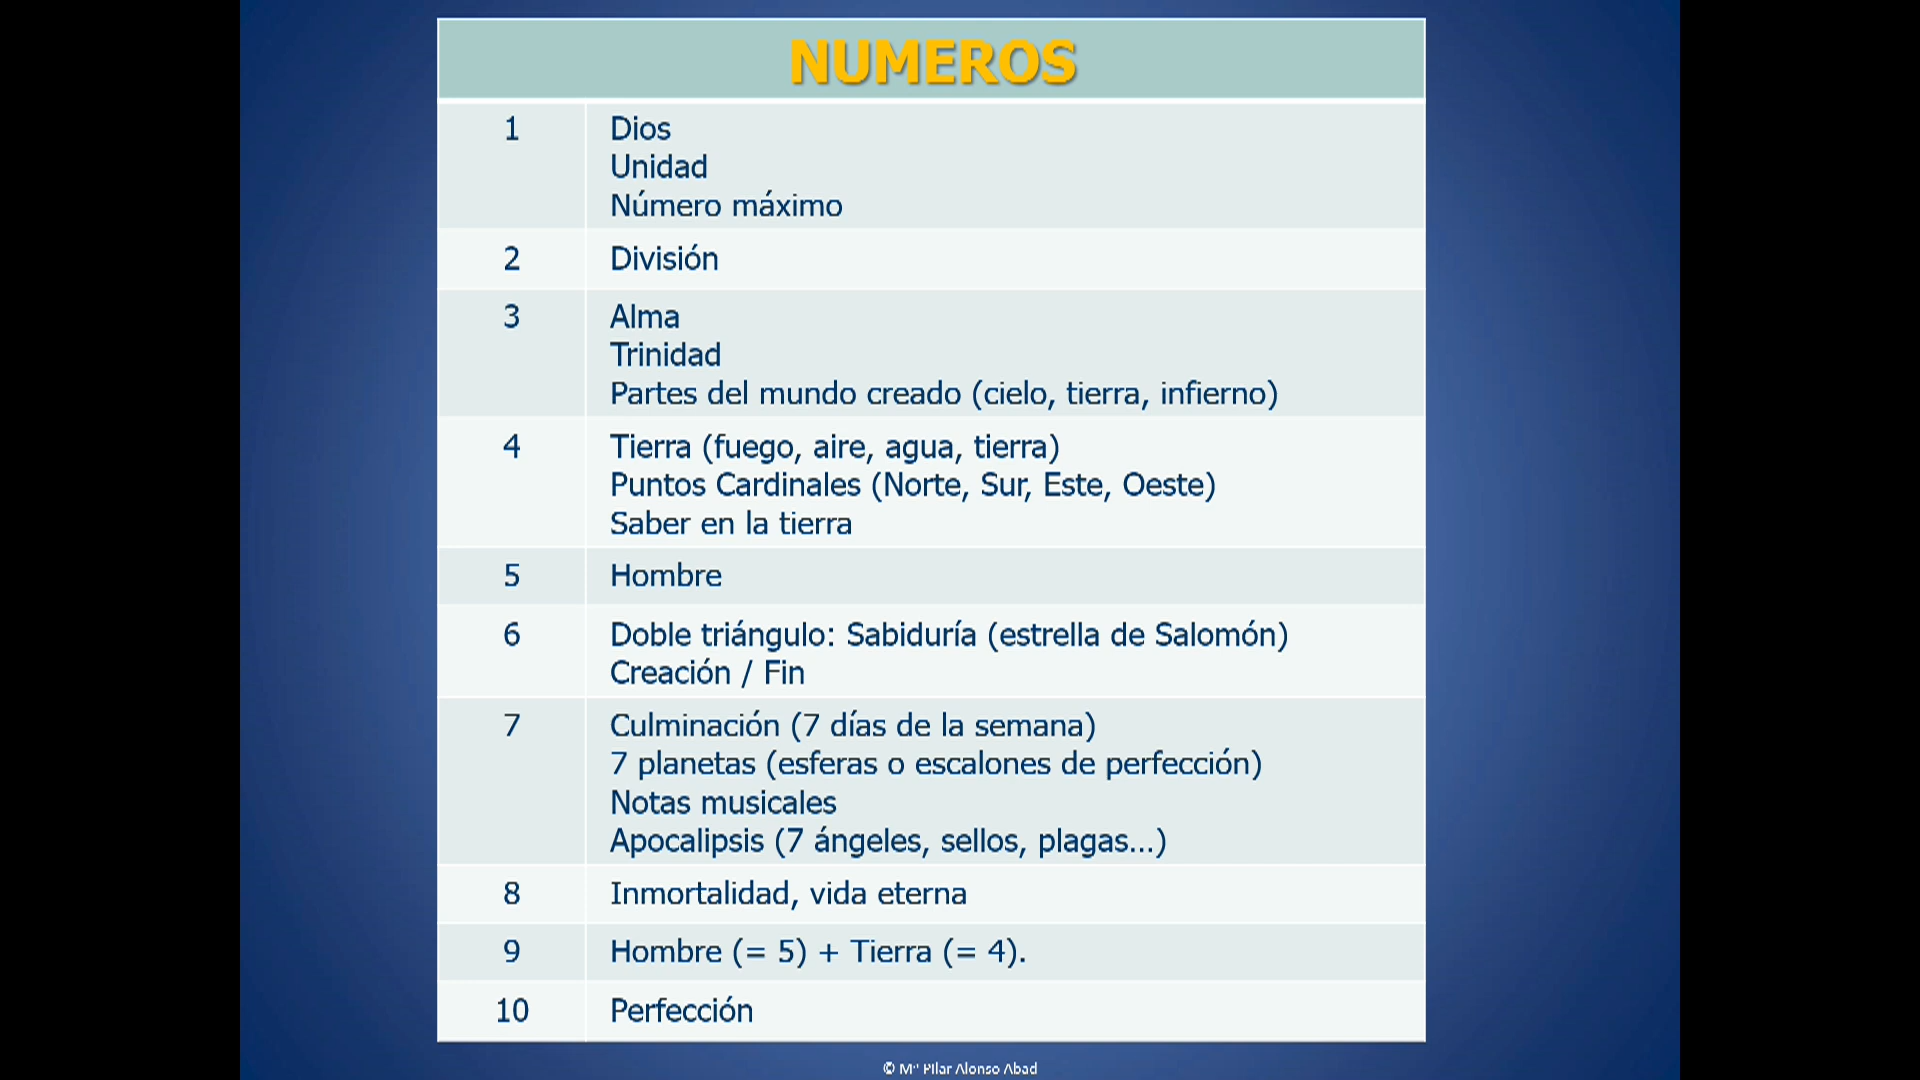 NUMEROS
1
Dios
Unidad
Número máximo
2
División
3
Alma
Trinidad
Partes del mundo creado (cielo, tierra, infierno)
4
Tierra (fuego, aire, agua, tierra)
Puntos Cardinales (Norte, Sur, Este, Oeste)
Saber en la tierra
5
Hombre
6
Doble triángulo: Sabiduría (estrella de Salomón)
Creación / Fin
7
Culminación (7 días de la semana)
7 planetas (esferas o escalones de perfección)
Notas musicales
Apocalipsis (7 ángeles, sellos, plagas...)
8
Inmortalidad, vida eterna
9
Hombre (= 5) + Tierra (= 4).
10
Perfección
© Mª Pilar Alonso Abad